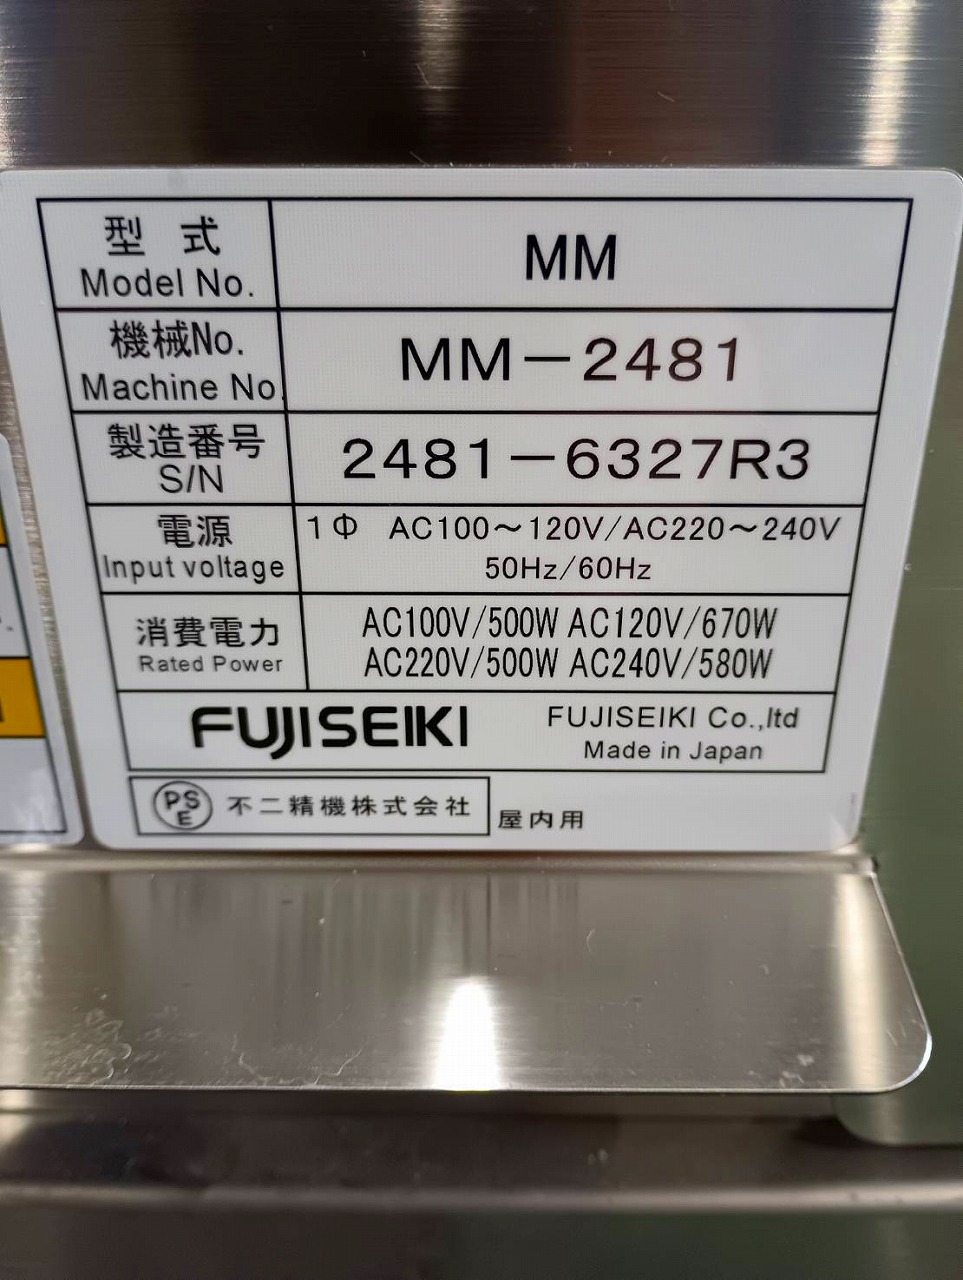 型 式
Model No.
MM
機械No.
Machine No.
MM－2481
製造番号
S/N
2481－6327R3
電源
Input voltage
1Φ AC100～120V/AC220～240V
50Hz/60Hz
消費電力
Rated Power
AC100V/500W AC120V/670W
AC220V/500W AC240V/580W
FUJISEIKI
FUJISEIKI Co.,ltd
Made in Japan
PS
E
不二精機株式会社
屋内用